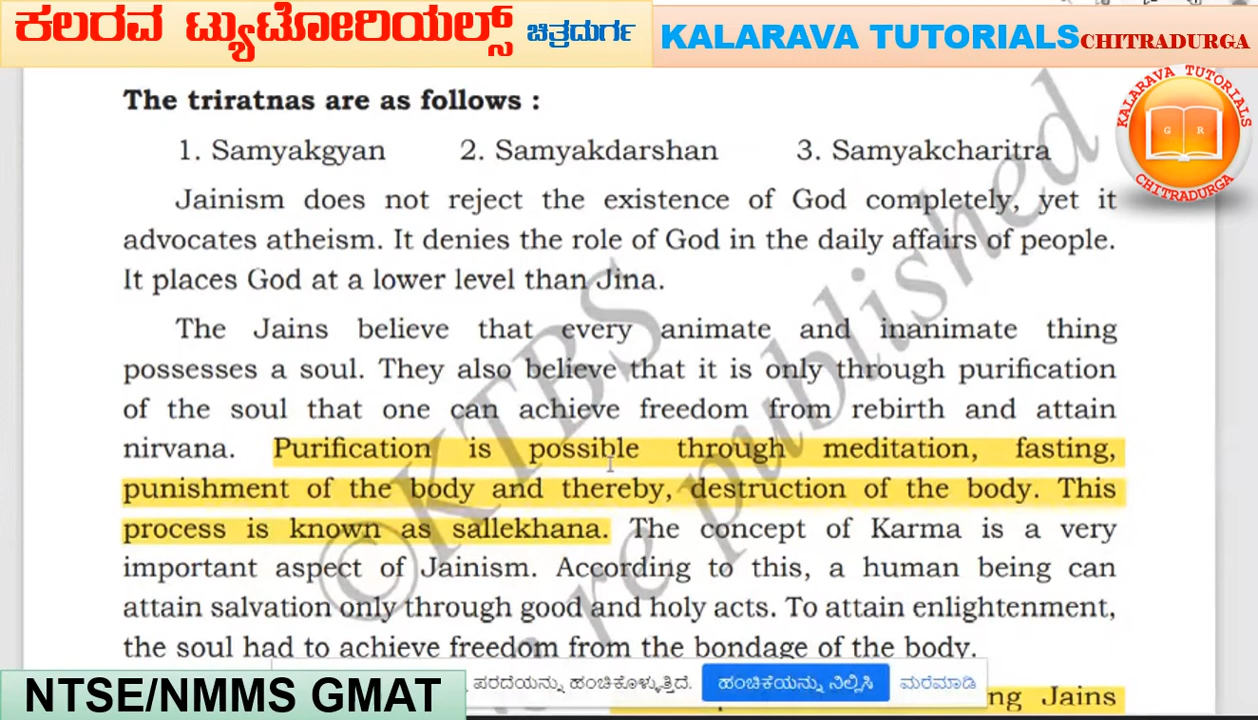 ಕಲರವ ಟ್ಯುಟೋರಿಯಲ್ಸ್ ಚಿತ್ರದುರ್ಗ KALARAVA TUTORIALS CHITRADURGA
KALARAVA TUTORIALS
G R
CHITRADURGA
The triratnas are as follows :
1. Samyakgyan 2. Samyakdarshan 3. Samyakcharitra
Jainism does not reject the existence of God completely, yet it
advocates atheism. It denies the role of God in the daily affairs of people.
It places God at a lower level than Jina.
The Jains believe that every animate and inanimate thing
possesses a soul. They also believe that it is only through purification
of the soul that one can achieve freedom from rebirth and attain
nirvana. Purification is possible through meditation, fasting,
punishment of the body and thereby, destruction of the body. This
process is known as sallekhana. The concept of Karma is a very
important aspect of Jainism. According to this, a human being can
attain salvation only through good and holy acts. To attain enlightenment,
the soul had to achieve freedom from the bondage of the body.
©KTBS
re published
ಪರದೆಯನ್ನು ಹಂಚಿಕೊಳ್ಳುತ್ತಿದೆ. ಹಂಚಿಕೆಯನ್ನು ನಿಲ್ಲಿಸಿ ಮರೆಮಾಡಿ
Jains
NTSE/NMMS GMAT